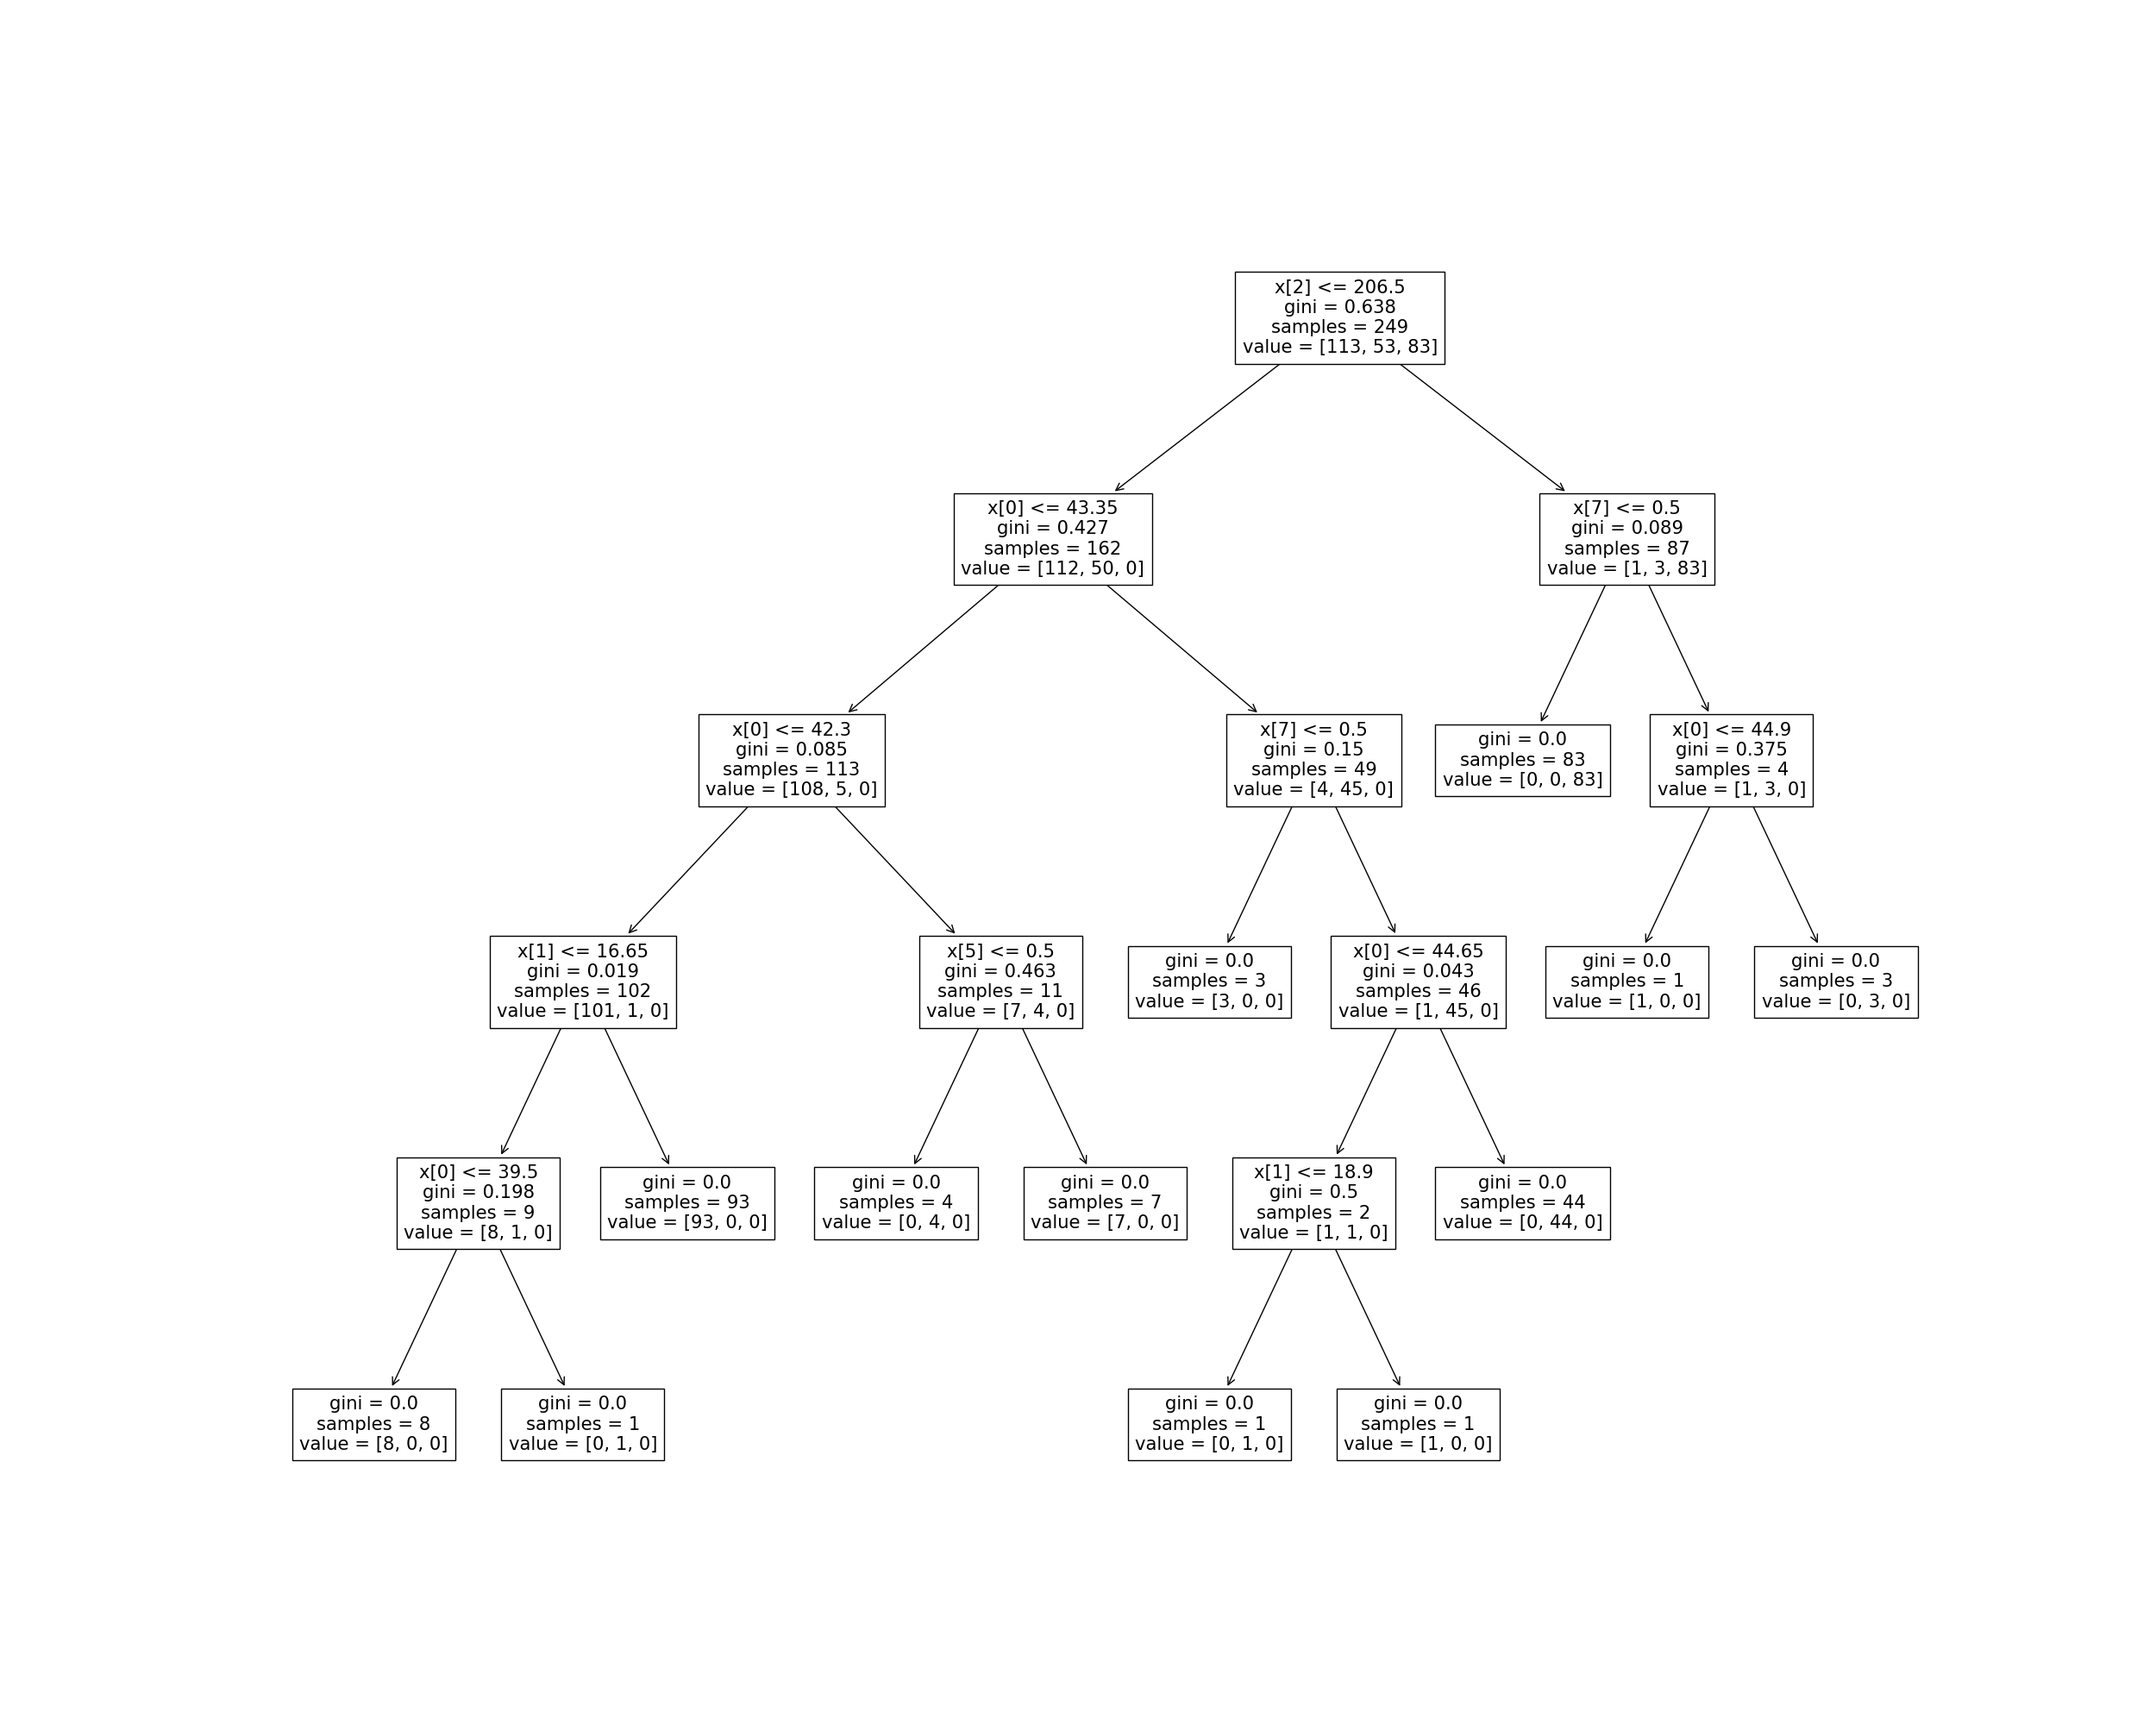 x[2] <= 206.5
gini = 0.638
samples = 249
value = [113, 53, 83]
x[0] <= 43.35
gini = 0.427
samples = 162
value = [112, 50, 0]
x[7] <= 0.5
gini = 0.089
samples = 87
value = [1, 3, 83]
x[0] <= 42.3
gini = 0.085
samples = 113
value = [108, 5, 0]
x[7] <= 0.5
gini = 0.15
samples = 49
value = [4, 45, 0]
gini = 0.0
samples = 83
value = [0, 0, 83]
x[0] <= 44.9
gini = 0.375
samples = 4
value = [1, 3, 0]
x[1] <= 16.65
gini = 0.019
samples = 102
value = [101, 1, 0]
x[5] <= 0.5
gini = 0.463
samples = 11
value = [7, 4, 0]
gini = 0.0
samples = 3
value = [3, 0, 0]
x[0] <= 44.65
gini = 0.043
samples = 46
value = [1, 45, 0]
gini = 0.0
samples = 1
value = [1, 0, 0]
gini = 0.0
samples = 3
value = [0, 3, 0]
x[0] <= 39.5
gini = 0.198
samples = 9
value = [8, 1, 0]
gini = 0.0
samples = 93
value = [93, 0, 0]
gini = 0.0
samples = 4
value = [0, 4, 0]
gini = 0.0
samples = 7
value = [7, 0, 0]
x[1] <= 18.9
gini = 0.5
samples = 2
value = [1, 1, 0]
gini = 0.0
samples = 44
value = [0, 44, 0]
gini = 0.0
samples = 8
value = [8, 0, 0]
gini = 0.0
samples = 1
value = [0, 1, 0]
gini = 0.0
samples = 1
value = [0, 1, 0]
gini = 0.0
samples = 1
value = [1, 0, 0]